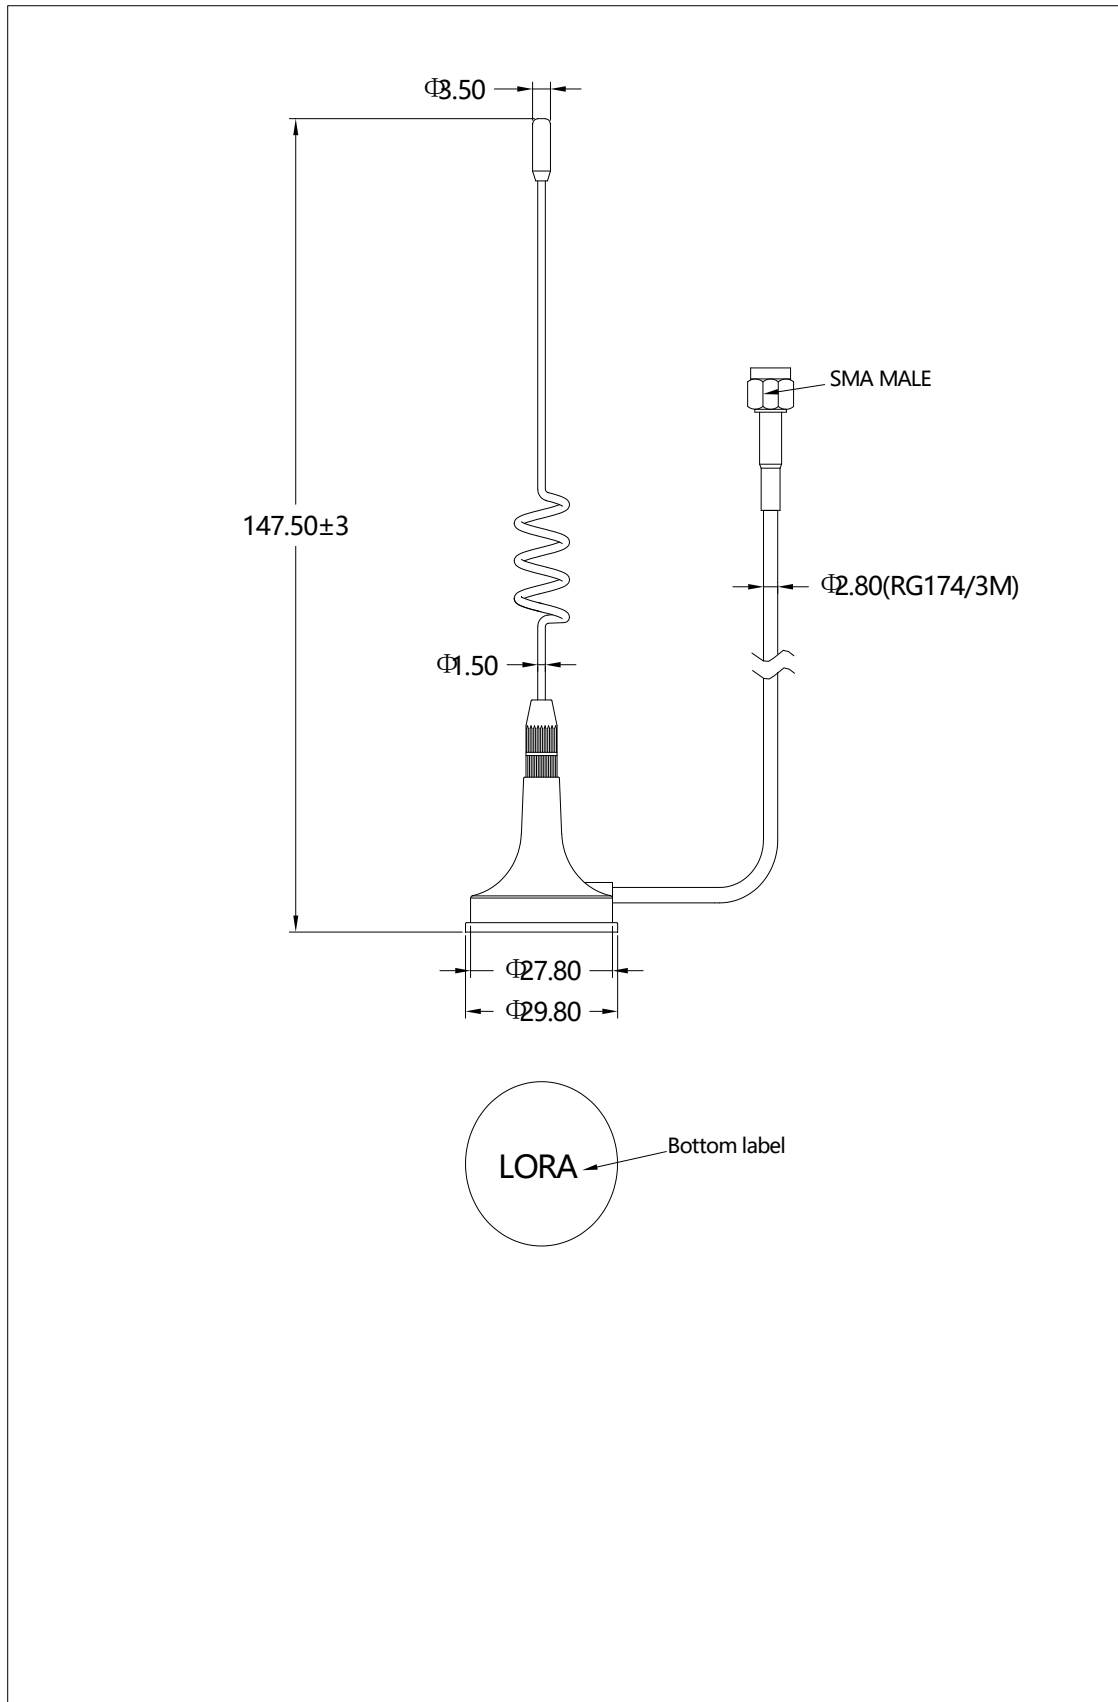 Φ3.50
SMA MALE
147.50±3
Φ2.80(RG174/3M)
Φ1.50
Φ27.80
Φ29.80
LORA
Bottom label